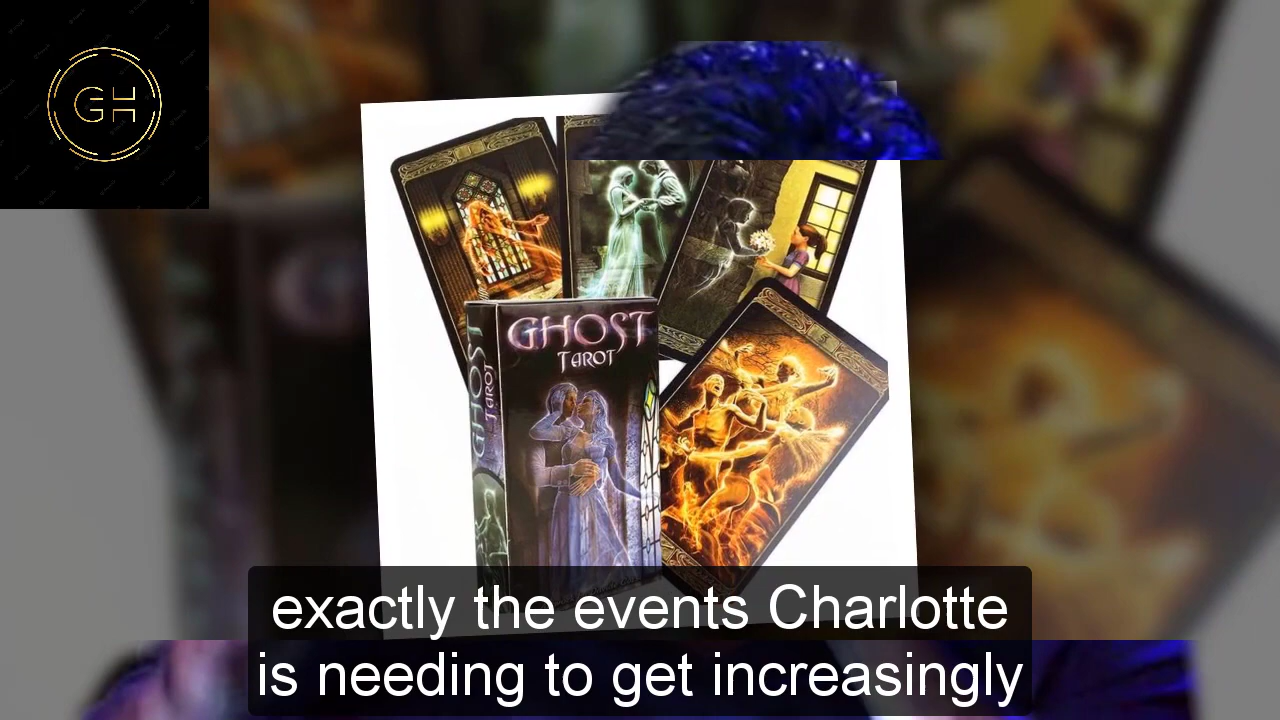 GH
GHOST
TAROT
GHOST
TAROT
exactly the events Charlotte
is needing to get increasingly